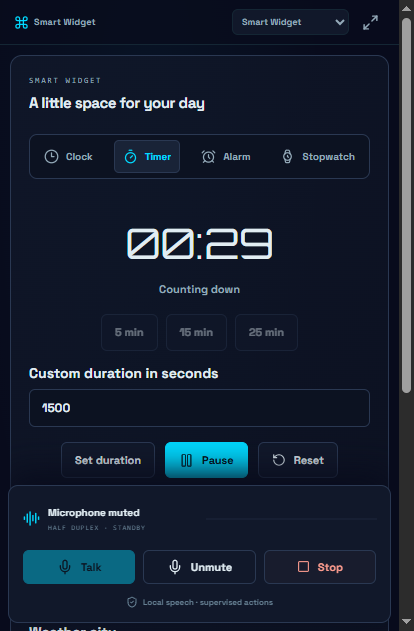 Smart Widget
Smart Widget
SMART WIDGET
A little space for your day
Clock
Timer
Alarm
Stopwatch
00:29
Counting down
5 min
15 min
25 min
Custom duration in seconds
1500
Set duration
Pause
Reset
Microphone muted
HALF DUPLEX · STANDBY
Talk
Unmute
Stop
Local speech · supervised actions
Weather city